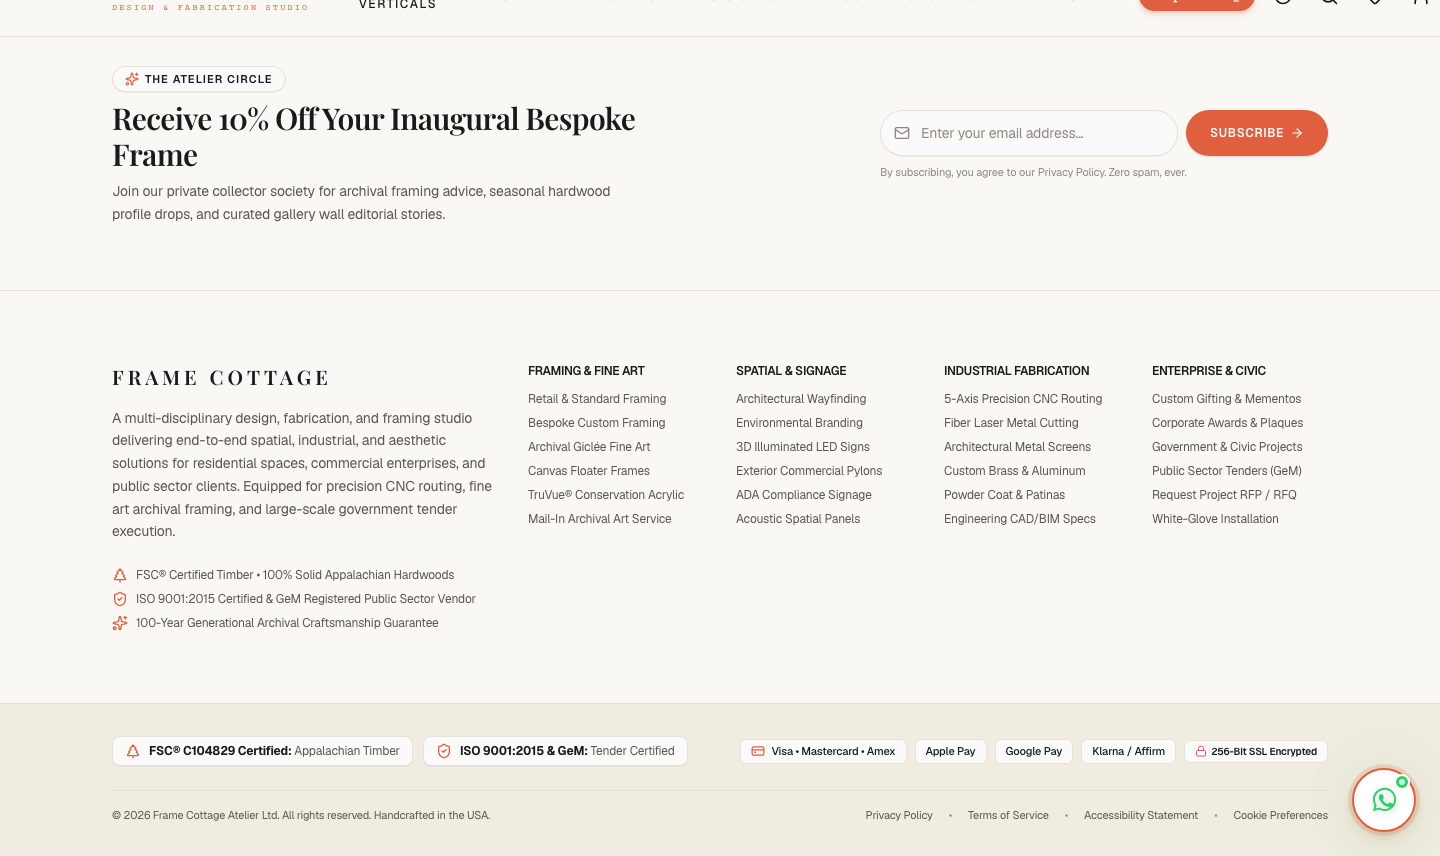 DESIGN & FABRICATION STUDIO
VERTICALS
THE ATELIER CIRCLE
Receive 10% Off Your Inaugural Bespoke
Frame
Join our private collector society for archival framing advice, seasonal hardwood
profile drops, and curated gallery wall editorial stories.
Enter your email address...
SUBSCRIBE
By subscribing, you agree to our Privacy Policy. Zero spam, ever.
FRAME COTTAGE
A multi-disciplinary design, fabrication, and framing studio
delivering end-to-end spatial, industrial, and aesthetic
solutions for residential spaces, commercial enterprises, and
public sector clients. Equipped for precision CNC routing, fine
art archival framing, and large-scale government tender
execution.
FSC® Certified Timber • 100% Solid Appalachian Hardwoods
ISO 9001:2015 Certified & GeM Registered Public Sector Vendor
100-Year Generational Archival Craftsmanship Guarantee
FRAMING & FINE ART
Retail & Standard Framing
Bespoke Custom Framing
Archival Giclée Fine Art
Canvas Floater Frames
TruVue® Conservation Acrylic
Mail-In Archival Art Service
SPATIAL & SIGNAGE
Architectural Wayfinding
Environmental Branding
3D Illuminated LED Signs
Exterior Commercial Pylons
ADA Compliance Signage
Acoustic Spatial Panels
INDUSTRIAL FABRICATION
5-Axis Precision CNC Routing
Fiber Laser Metal Cutting
Architectural Metal Screens
Custom Brass & Aluminum
Powder Coat & Patinas
Engineering CAD/BIM Specs
ENTERPRISE & CIVIC
Custom Gifting & Mementos
Corporate Awards & Plaques
Government & Civic Projects
Public Sector Tenders (GeM)
Request Project RFP / RFQ
White-Glove Installation
FSC® C104829 Certified: Appalachian Timber
ISO 9001:2015 & GeM: Tender Certified
Visa • Mastercard • Amex
Apple Pay
Google Pay
Klarna / Affirm
256-Bit SSL Encrypted
© 2026 Frame Cottage Atelier Ltd. All rights reserved. Handcrafted in the USA.
Privacy Policy • Terms of Service • Accessibility Statement • Cookie Preferences